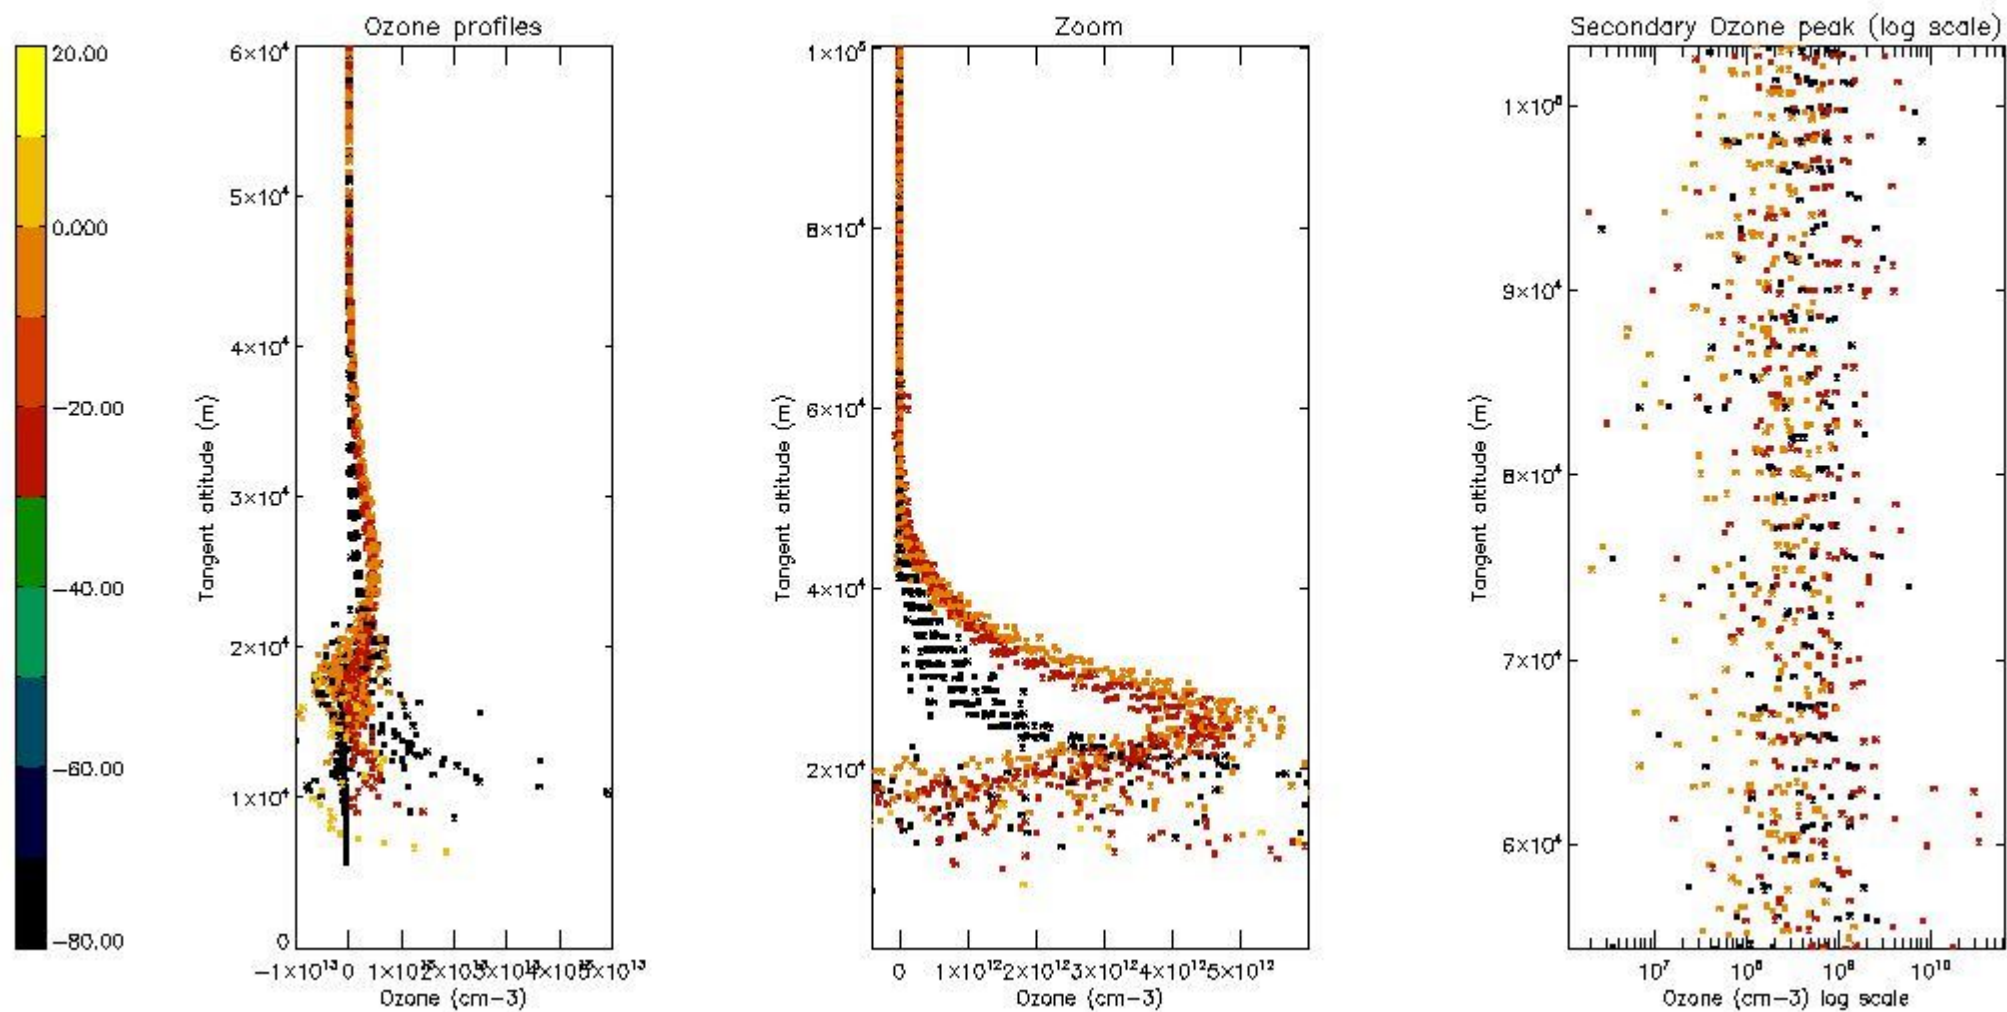 Ozone profiles
Zoom
Secondary Ozone peak (log scale)
20.00
0.000
−20.00
−40.00
−60.00
−80.00
6×10⁴
5×10⁴
4×10⁴
3×10⁴
2×10⁴
1×10⁴
0
Tangent altitude (m)
−1×10¹³ 0
Ozone (cm−3)
1×10⁵
8×10⁴
6×10⁴
4×10⁴
2×10⁴
Tangent altitude (m)
0 1×10¹² 2×10¹² 3×10¹² 4×10¹² 5×10¹²
Ozone (cm−3)
9×10⁴
8×10⁴
7×10⁴
6×10⁴
Tangent altitude (m)
10⁷ 10⁸ 10⁹ 10¹⁰
Ozone (cm−3) log scale